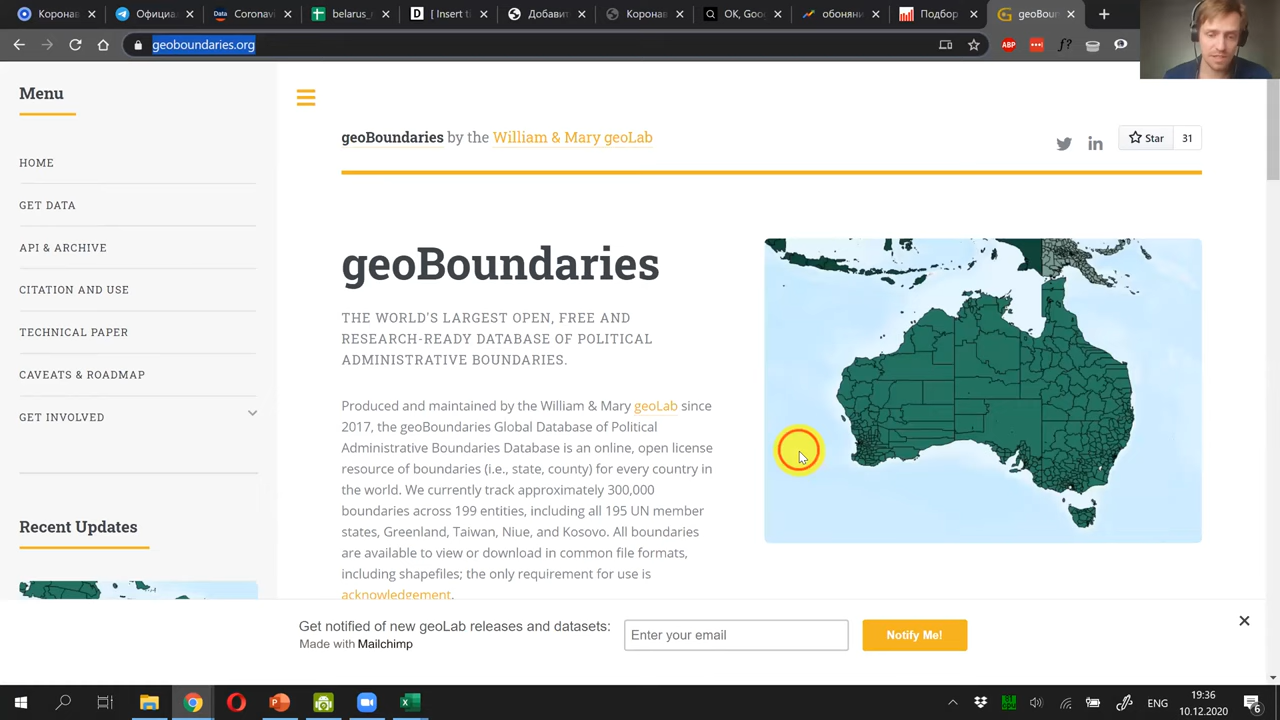 Официа
Data
Coronav
belarus_
[Insert ti
Добави
Коронав
OK, Goo
обоняни
Подбор
geoBoun
geoboundaries.org
ABP
f?
Menu
HOME
GET DATA
API & ARCHIVE
CITATION AND USE
TECHNICAL PAPER
CAVEATS & ROADMAP
GET INVOLVED
Recent Updates
geoBoundaries by the William & Mary geoLab
Star
31
geoBoundaries
THE WORLD'S LARGEST OPEN, FREE AND
RESEARCH-READY DATABASE OF POLITICAL
ADMINISTRATIVE BOUNDARIES.
Produced and maintained by the William & Mary geoLab since
2017, the geoBoundaries Global Database of Political
Administrative Boundaries Database is an online, open license
resource of boundaries (i.e., state, county) for every country in
the world. We currently track approximately 300,000
boundaries across 199 entities, including all 195 UN member
states, Greenland, Taiwan, Niue, and Kosovo. All boundaries
are available to view or download in common file formats,
including shapefiles; the only requirement for use is
acknowledgement.
Get notified of new geoLab releases and datasets:
Made with Mailchimp
Enter your email
Notify Me!
ENG
19:36
10.12.2020
6